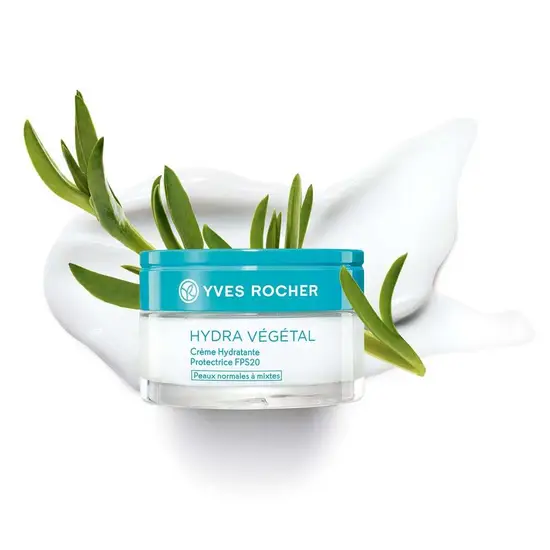 YVES ROCHER
HYDRA VÉGÉTAL
Crème Hydratante
Protectrice FPS20
Peaux normales à mixtes